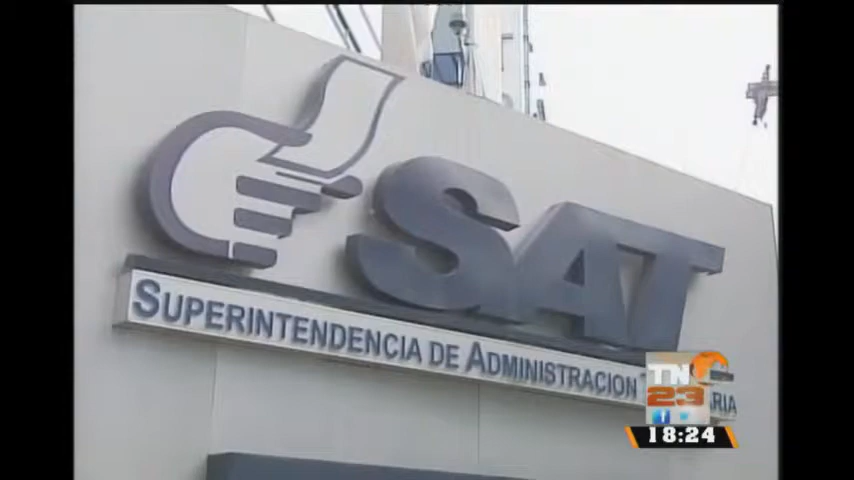 SAT
SUPERINTENDENCIA DE ADMINISTRACION
TN
23
f
18:24